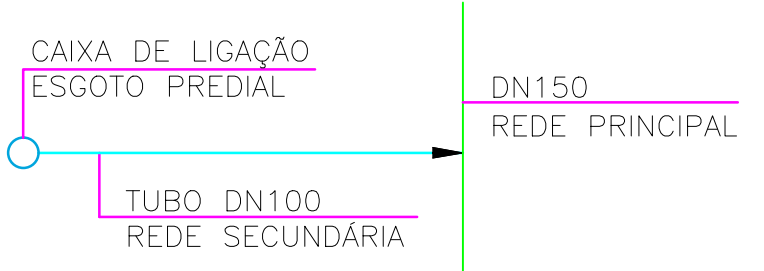 CAIXA DE LIGAÇÃO
ESGOTO PREDIAL
DN150
REDE PRINCIPAL
TUBO DN100
REDE SECUNDÁRIA